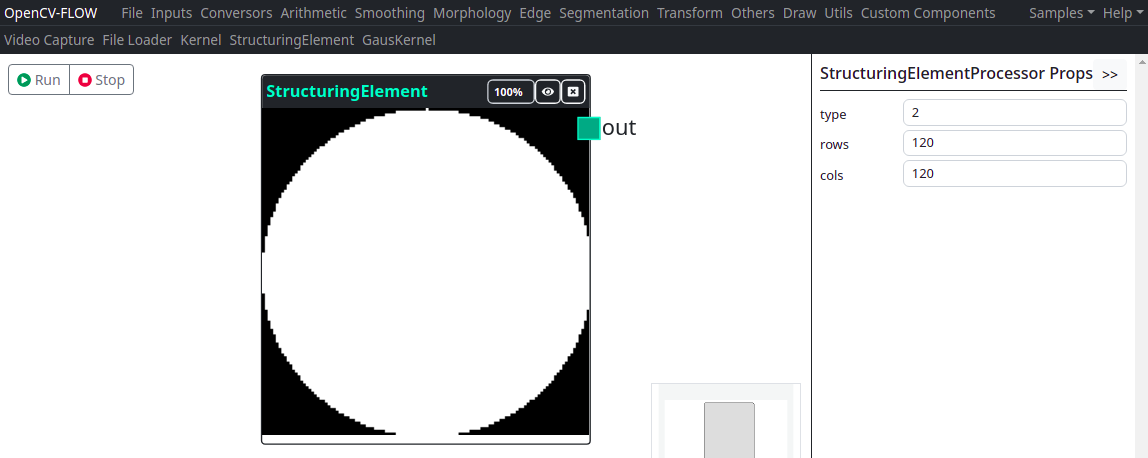 OpenCV-FLOW File Inputs Conversors Arithmetic Smoothing Morphology Edge Segmentation Transform Others Draw Utils Custom Components Samples Help
Video Capture File Loader Kernel StructuringElement GausKernel
Run Stop
StructuringElement 100%
out
StructuringElementProcessor Props >>
type 2
rows 120
cols 120